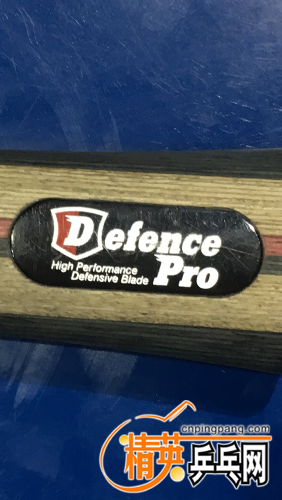 Defence
High Performance
Defensive Blade
Pro
cnpingpang.com
精英乒乓网